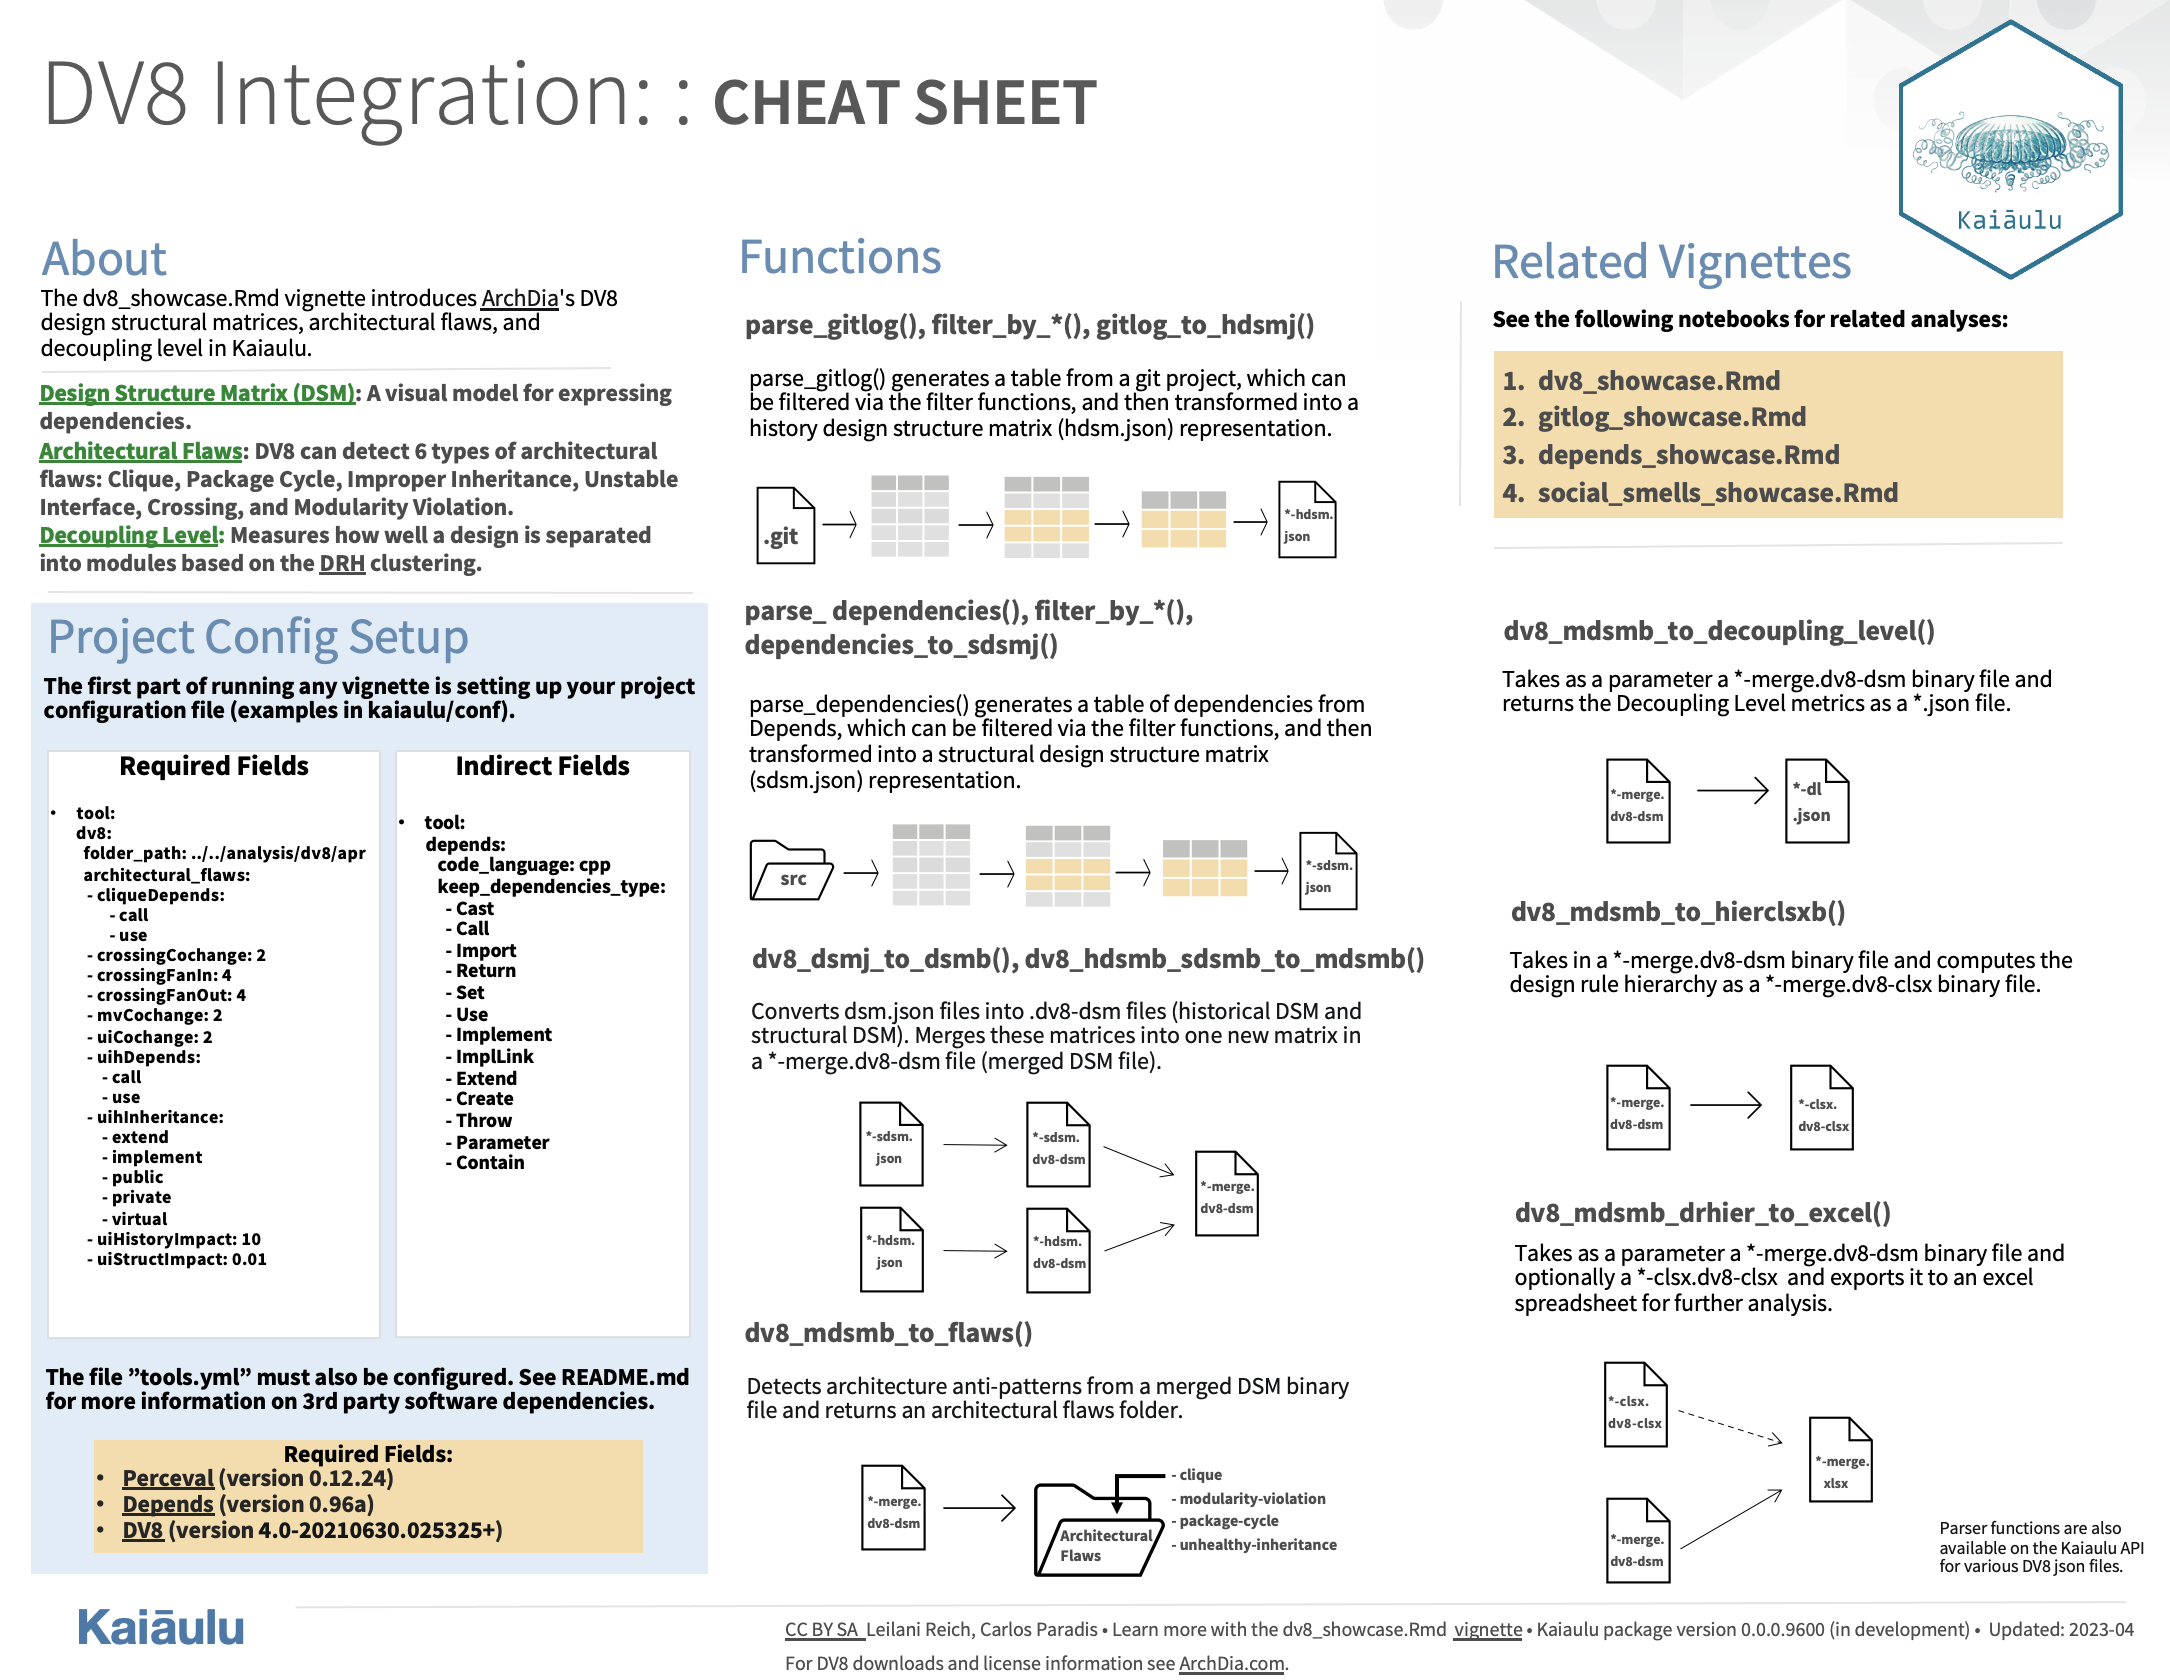 DV8 Integration: : CHEAT SHEET
Kaiāulu
About
The dv8_showcase.Rmd vignette introduces ArchDia's DV8
design structural matrices, architectural flaws, and
decoupling level in Kaiaulu.
Design Structure Matrix (DSM): A visual model for expressing
dependencies.
Architectural Flaws: DV8 can detect 6 types of architectural
flaws: Clique, Package Cycle, Improper Inheritance, Unstable
Interface, Crossing, and Modularity Violation.
Decoupling Level: Measures how well a design is separated
into modules based on the DRH clustering.
Project Config Setup
The first part of running any vignette is setting up your project
configuration file (examples in kaiaulu/conf).
Required Fields
• tool:
dv8:
folder_path: ../../analysis/dv8/apr
architectural_flaws:
- cliqueDepends:
- call
- use
- crossingCochange: 2
- crossingFanIn: 4
- crossingFanOut: 4
- mvCochange: 2
- uiCochange: 2
- uihDepends:
- call
- use
- uihInheritance:
- extend
- implement
- public
- private
- virtual
- uiHistoryImpact: 10
- uiStructImpact: 0.01
Indirect Fields
• tool:
depends:
code_language: cpp
keep_dependencies_type:
- Cast
- Call
- Import
- Return
- Set
- Use
- Implement
- ImplLink
- Extend
- Create
- Throw
- Parameter
- Contain
The file ”tools.yml” must also be configured. See README.md
for more information on 3rd party software dependencies.
Required Fields:
• Perceval (version 0.12.24)
• Depends (version 0.96a)
• DV8 (version 4.0-20210630.025325+)
Functions
parse_gitlog(), filter_by_*(), gitlog_to_hdsmj()
parse_gitlog() generates a table from a git project, which can
be filtered via the filter functions, and then transformed into a
history design structure matrix (hdsm.json) representation.
.git
*-hdsm.
json
parse_ dependencies(), filter_by_*(),
dependencies_to_sdsmj()
parse_dependencies() generates a table of dependencies from
Depends, which can be filtered via the filter functions, and then
transformed into a structural design structure matrix
(sdsm.json) representation.
src
*-sdsm.
json
dv8_dsmj_to_dsmb(), dv8_hdsmb_sdsmb_to_mdsmb()
Converts dsm.json files into .dv8-dsm files (historical DSM and
structural DSM). Merges these matrices into one new matrix in
a *-merge.dv8-dsm file (merged DSM file).
*-sdsm.
json
*-sdsm.
dv8-dsm
*-merge.
dv8-dsm
*-hdsm.
json
*-hdsm.
dv8-dsm
dv8_mdsmb_to_flaws()
Detects architecture anti-patterns from a merged DSM binary
file and returns an architectural flaws folder.
*-merge.
dv8-dsm
Architectural
Flaws
- clique
- modularity-violation
- package-cycle
- unhealthy-inheritance
Related Vignettes
See the following notebooks for related analyses:
1. dv8_showcase.Rmd
2. gitlog_showcase.Rmd
3. depends_showcase.Rmd
4. social_smells_showcase.Rmd
dv8_mdsmb_to_decoupling_level()
Takes as a parameter a *-merge.dv8-dsm binary file and
returns the Decoupling Level metrics as a *.json file.
*-merge.
dv8-dsm
*-dl
.json
dv8_mdsmb_to_hierclsxb()
Takes in a *-merge.dv8-dsm binary file and computes the
design rule hierarchy as a *-merge.dv8-clsx binary file.
*-merge.
dv8-dsm
*-clsx.
dv8-clsx
dv8_mdsmb_drhier_to_excel()
Takes as a parameter a *-merge.dv8-dsm binary file and
optionally a *-clsx.dv8-clsx and exports it to an excel
spreadsheet for further analysis.
*-clsx.
dv8-clsx
*-merge.
xlsx
*-merge.
dv8-dsm
Parser functions are also
available on the Kaiaulu API
for various DV8 json files.
Kaiāulu
CC BY SA Leilani Reich, Carlos Paradis • Learn more with the dv8_showcase.Rmd vignette • Kaiaulu package version 0.0.0.9600 (in development) • Updated: 2023-04
For DV8 downloads and license information see ArchDia.com.